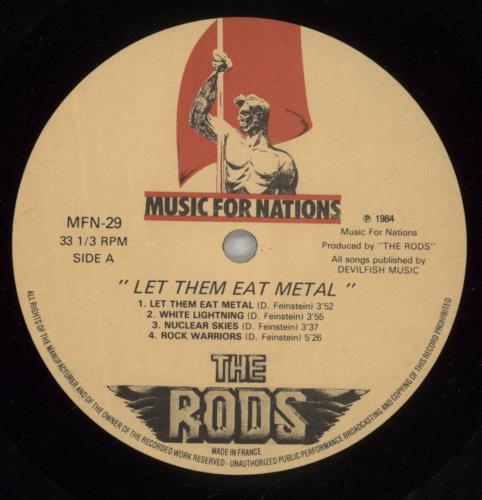 MUSIC FOR NATIONS
MFN-29
33 1/3 RPM
SIDE A
℗ 1984
Music For Nations
Produced by "THE RODS"
All songs published by
DEVILFISH MUSIC
" LET THEM EAT METAL "
1. LET THEM EAT METAL (D. Feinstein) 3'52
2. WHITE LIGHTNING (D. Feinstein) 3'55
3. NUCLEAR SKIES (D. Feinstein) 3'37
4. ROCK WARRIORS (D. Feinstein) 5'26
THE
RODS
MADE IN FRANCE
ALL RIGHTS OF THE MANUFACTURER AND OF THE OWNER OF THE RECORDED WORK RESERVED - UNAUTHORIZED PUBLIC PERFORMANCE BROADCASTING AND COPYING OF THIS RECORD PROHIBITED